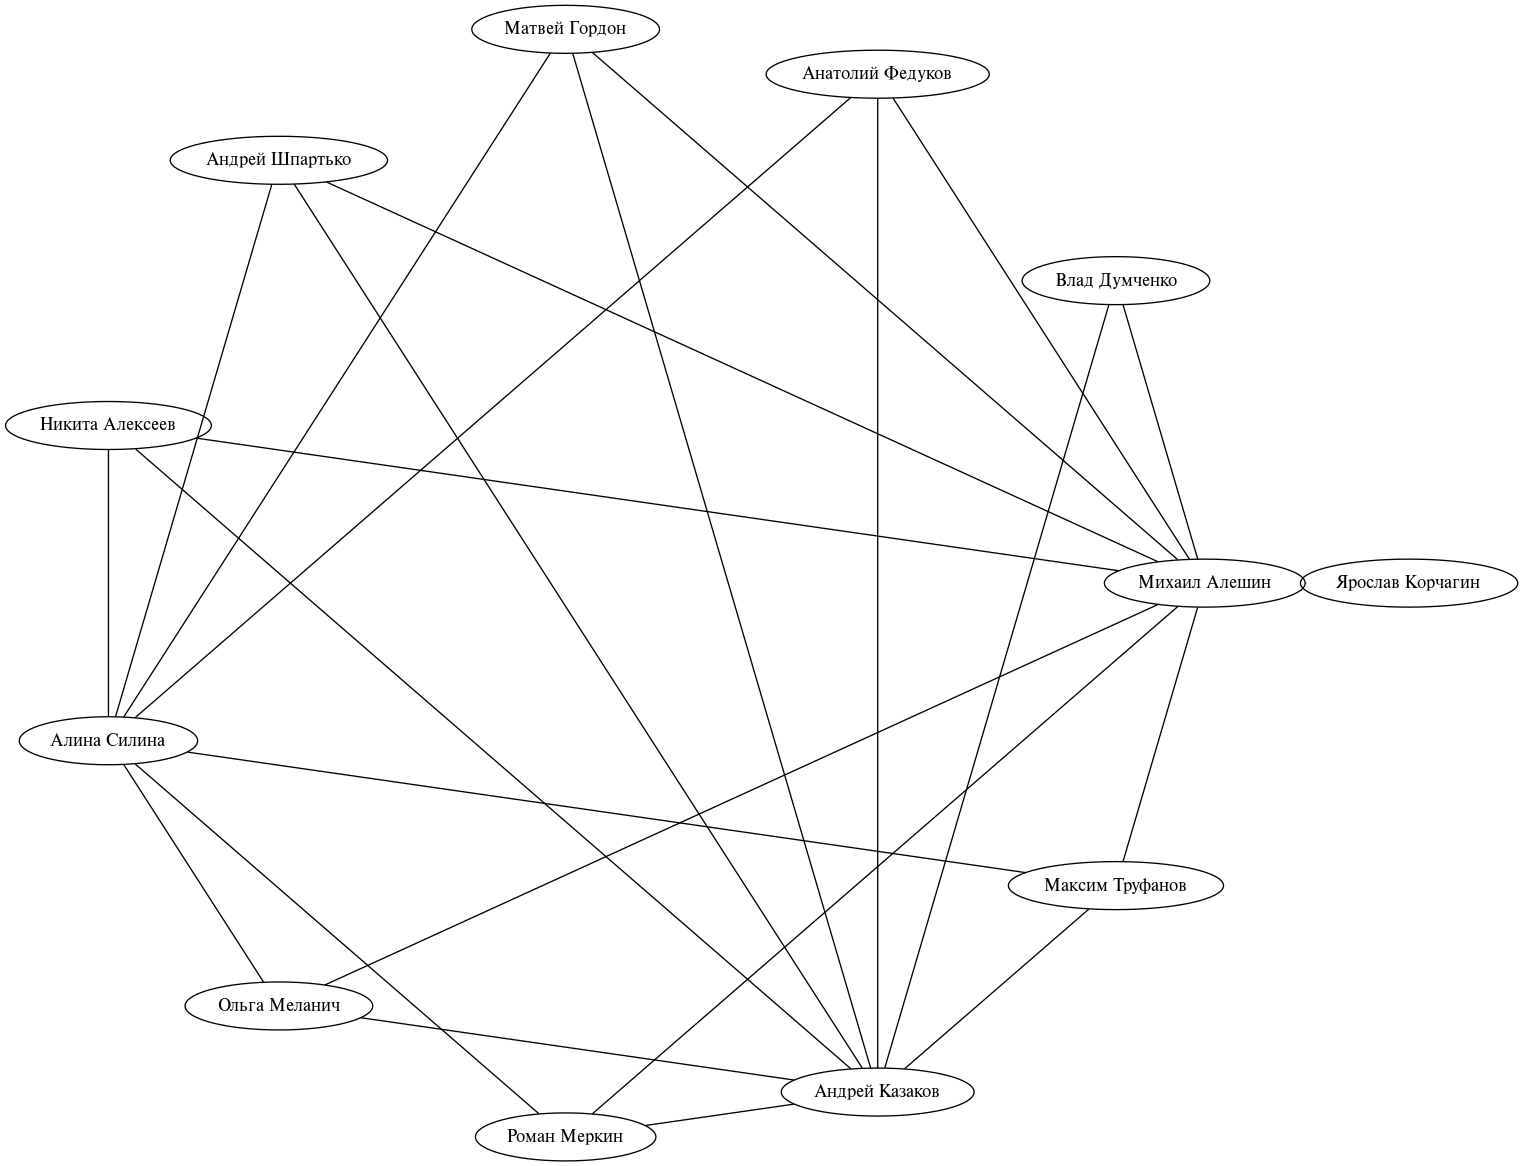 Матвей Гордон
Анатолий Федуков
Андрей Шпартько
Влад Думченко
Никита Алексеев
Михаил Алешин
Ярослав Корчагин
Алина Силина
Максим Труфанов
Ольга Меланич
Андрей Казаков
Роман Меркин